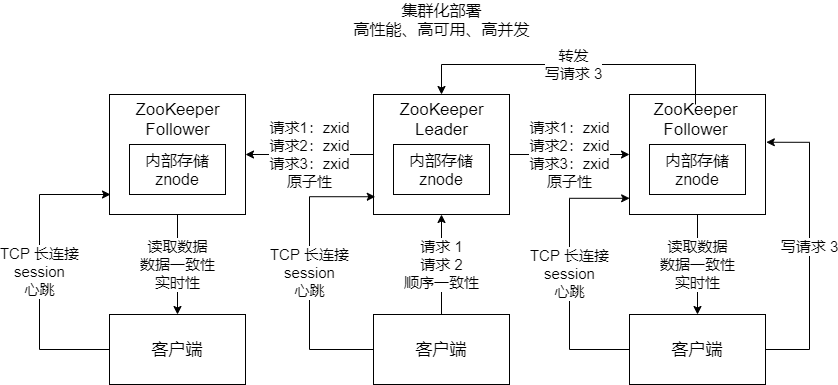 集群化部署
高性能、高可用、高并发
转发
写请求 3
ZooKeeper
Follower
内部存储
znode
请求1：zxid
请求2：zxid
请求3：zxid
原子性
ZooKeeper
Leader
内部存储
znode
请求1：zxid
请求2：zxid
请求3：zxid
原子性
ZooKeeper
Follower
内部存储
znode
TCP 长连接
session
心跳
读取数据
数据一致性
实时性
TCP 长连接
session
心跳
请求 1
请求 2
顺序一致性
TCP 长连接
session
心跳
读取数据
数据一致性
实时性
写请求 3
客户端
客户端
客户端